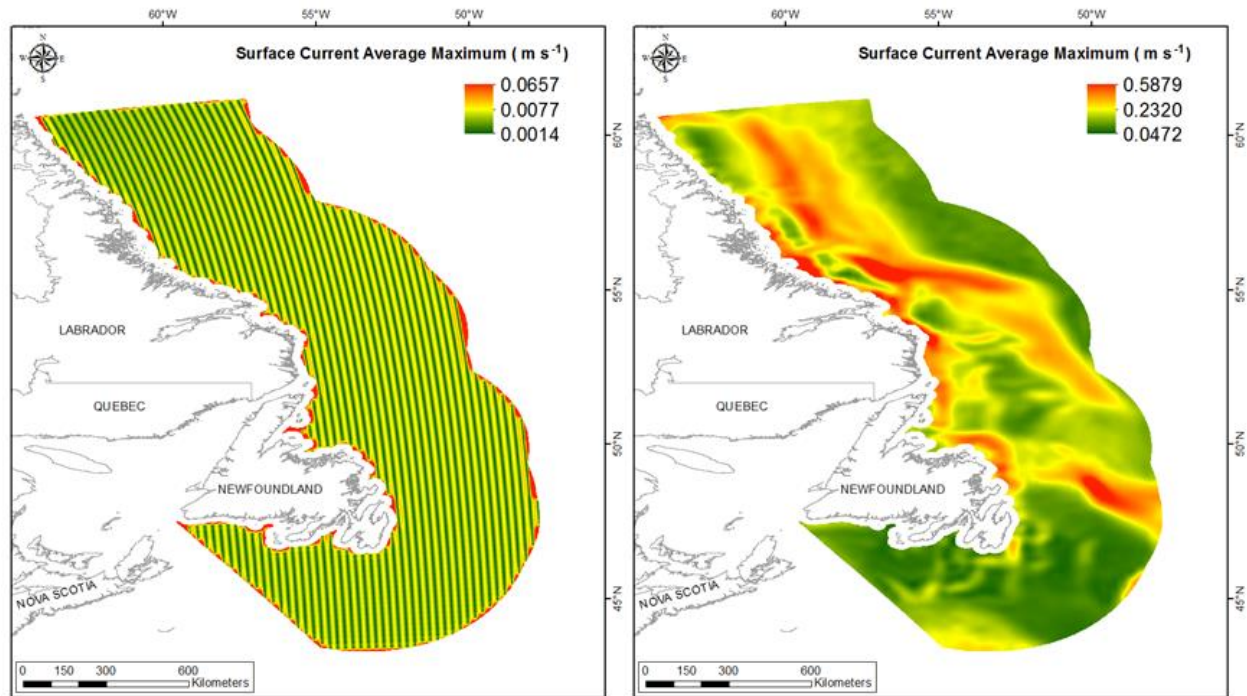 60°W 55°W 50°W
Surface Current Average Maximum ( m s-1)
0.0657
0.0077
0.0014
N
W E
S
60°N
55°N
50°N
45°N
LABRADOR
QUEBEC
NEWFOUNDLAND
NOVA SCOTIA
0 150 300 600
Kilometers
60°W 55°W 50°W
Surface Current Average Maximum ( m s-1)
0.5879
0.2320
0.0472
N
W E
S
60°N
55°N
50°N
45°N
LABRADOR
QUEBEC
NEWFOUNDLAND
NOVA SCOTIA
0 150 300 600
Kilometers